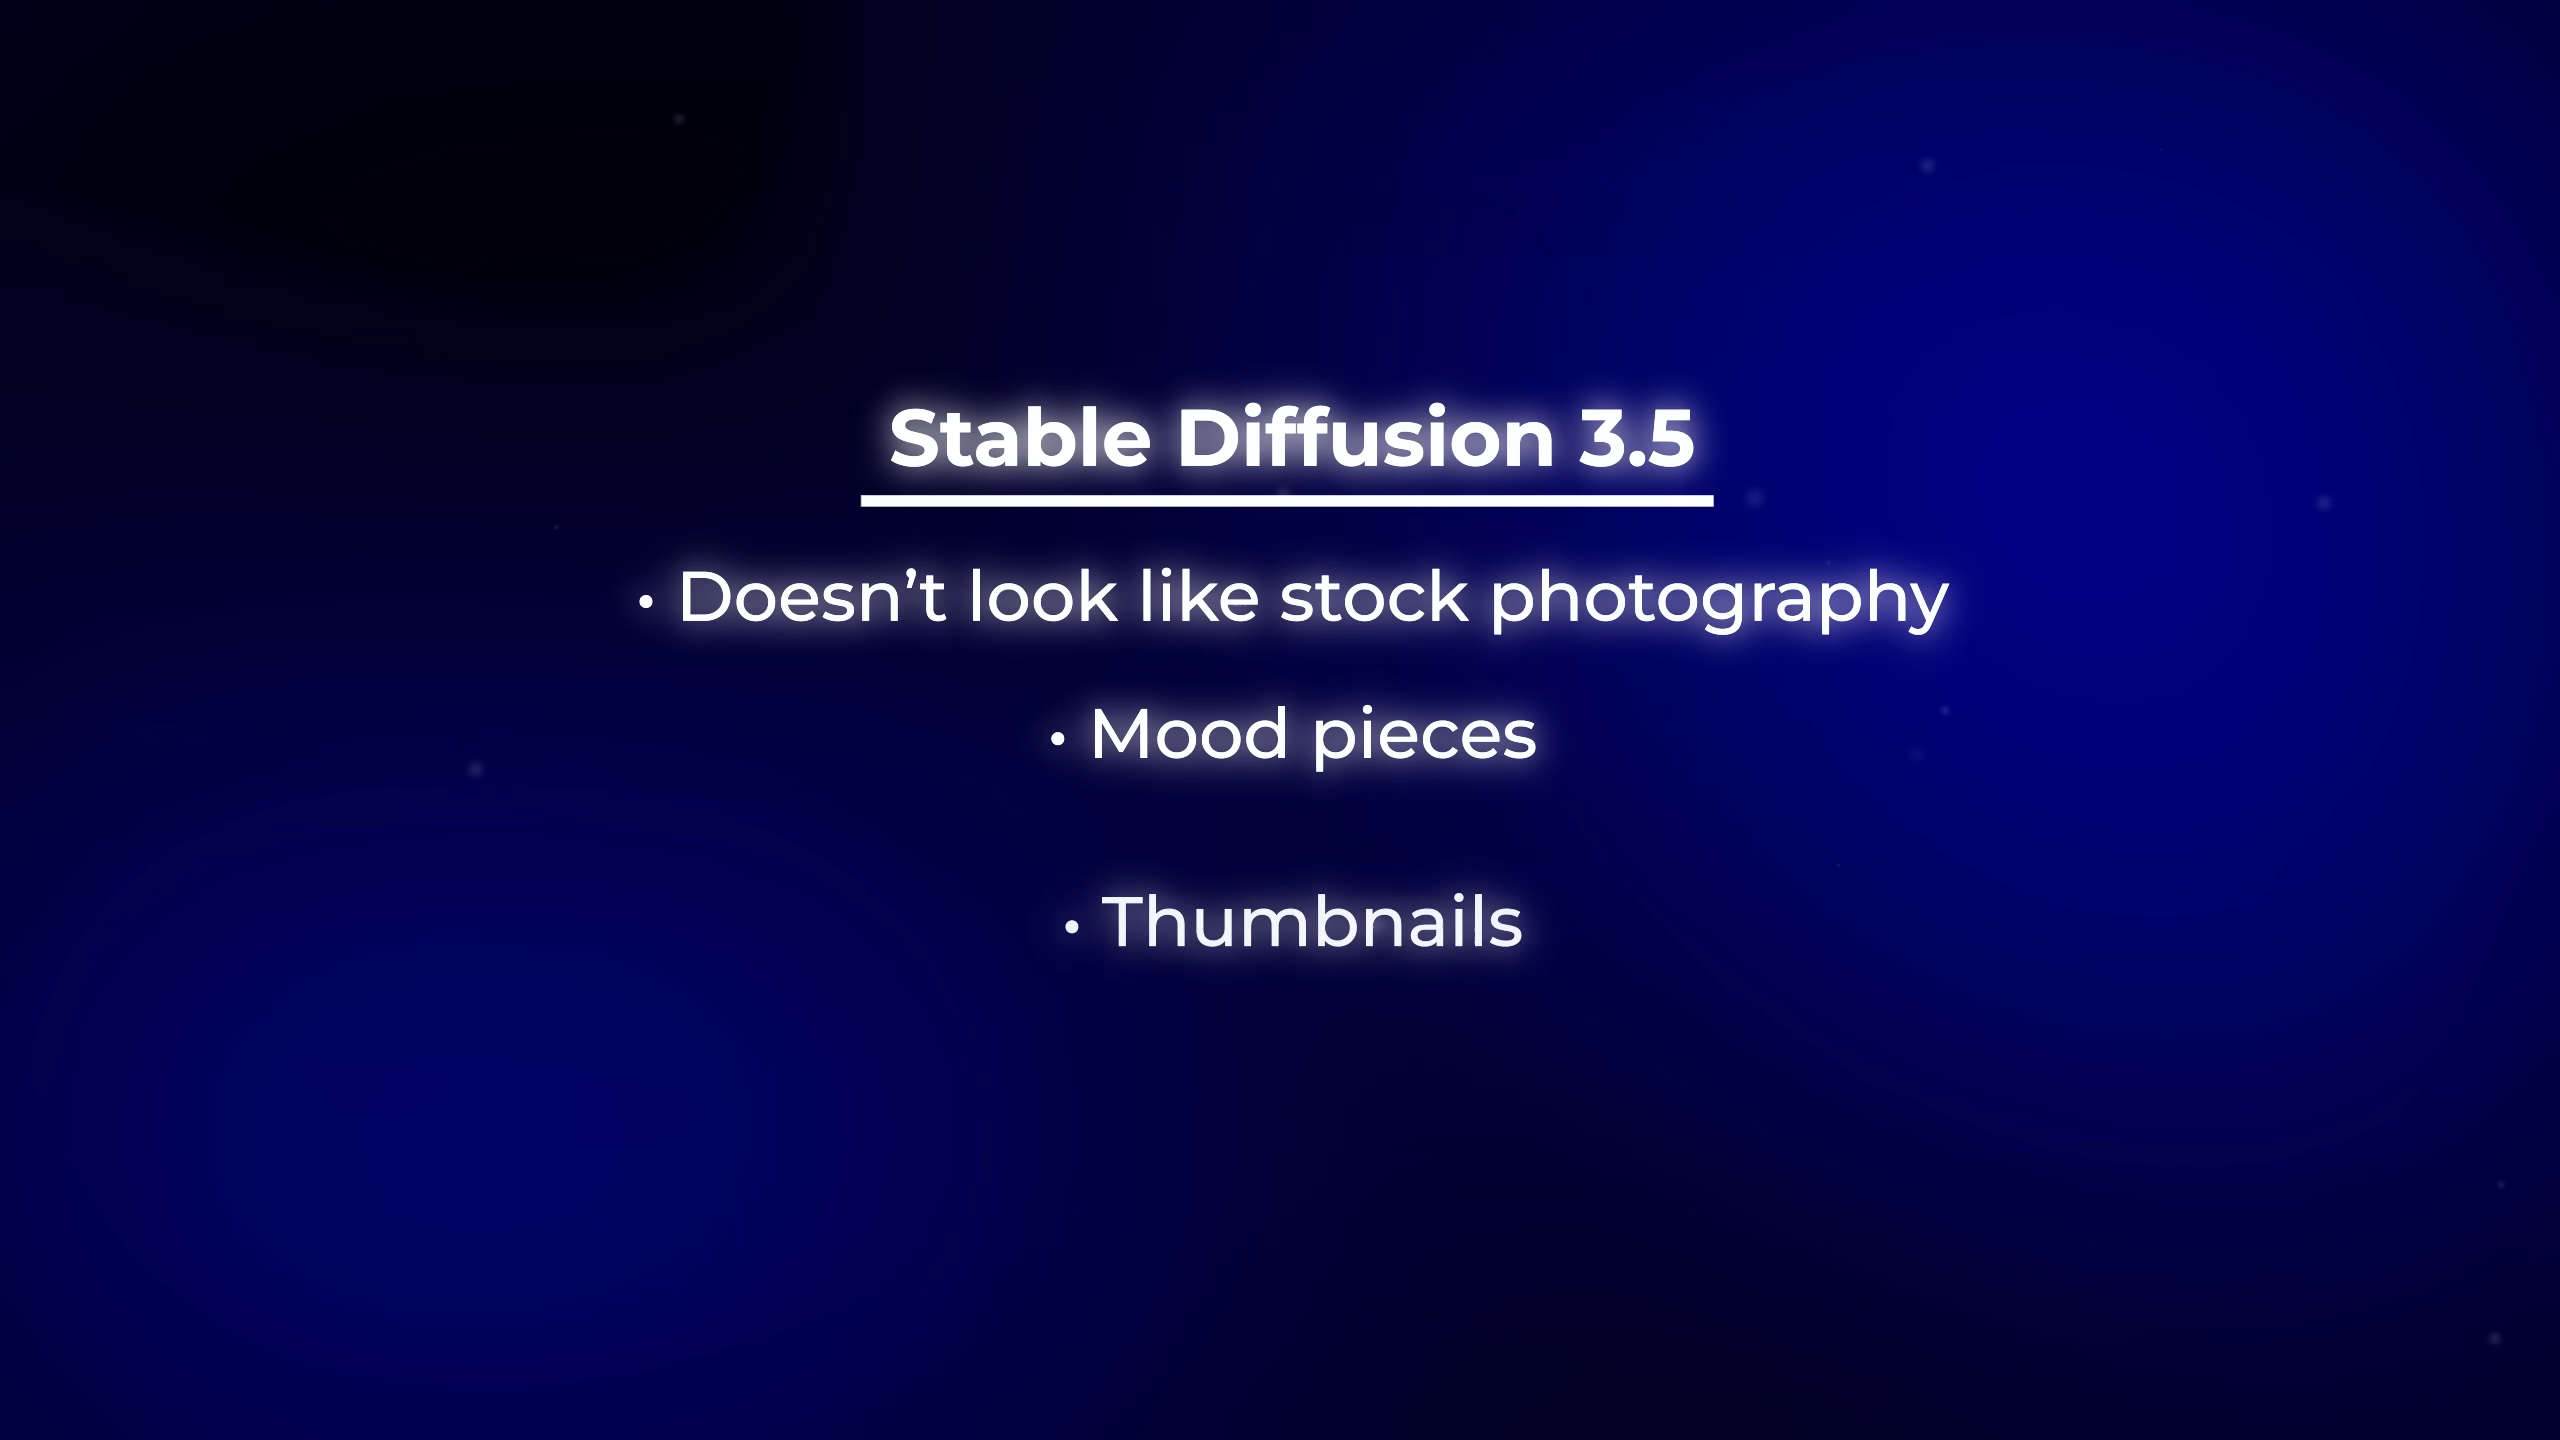 Stable Diffusion 3.5
• Doesn’t look like stock photography
• Mood pieces
• Thumbnails